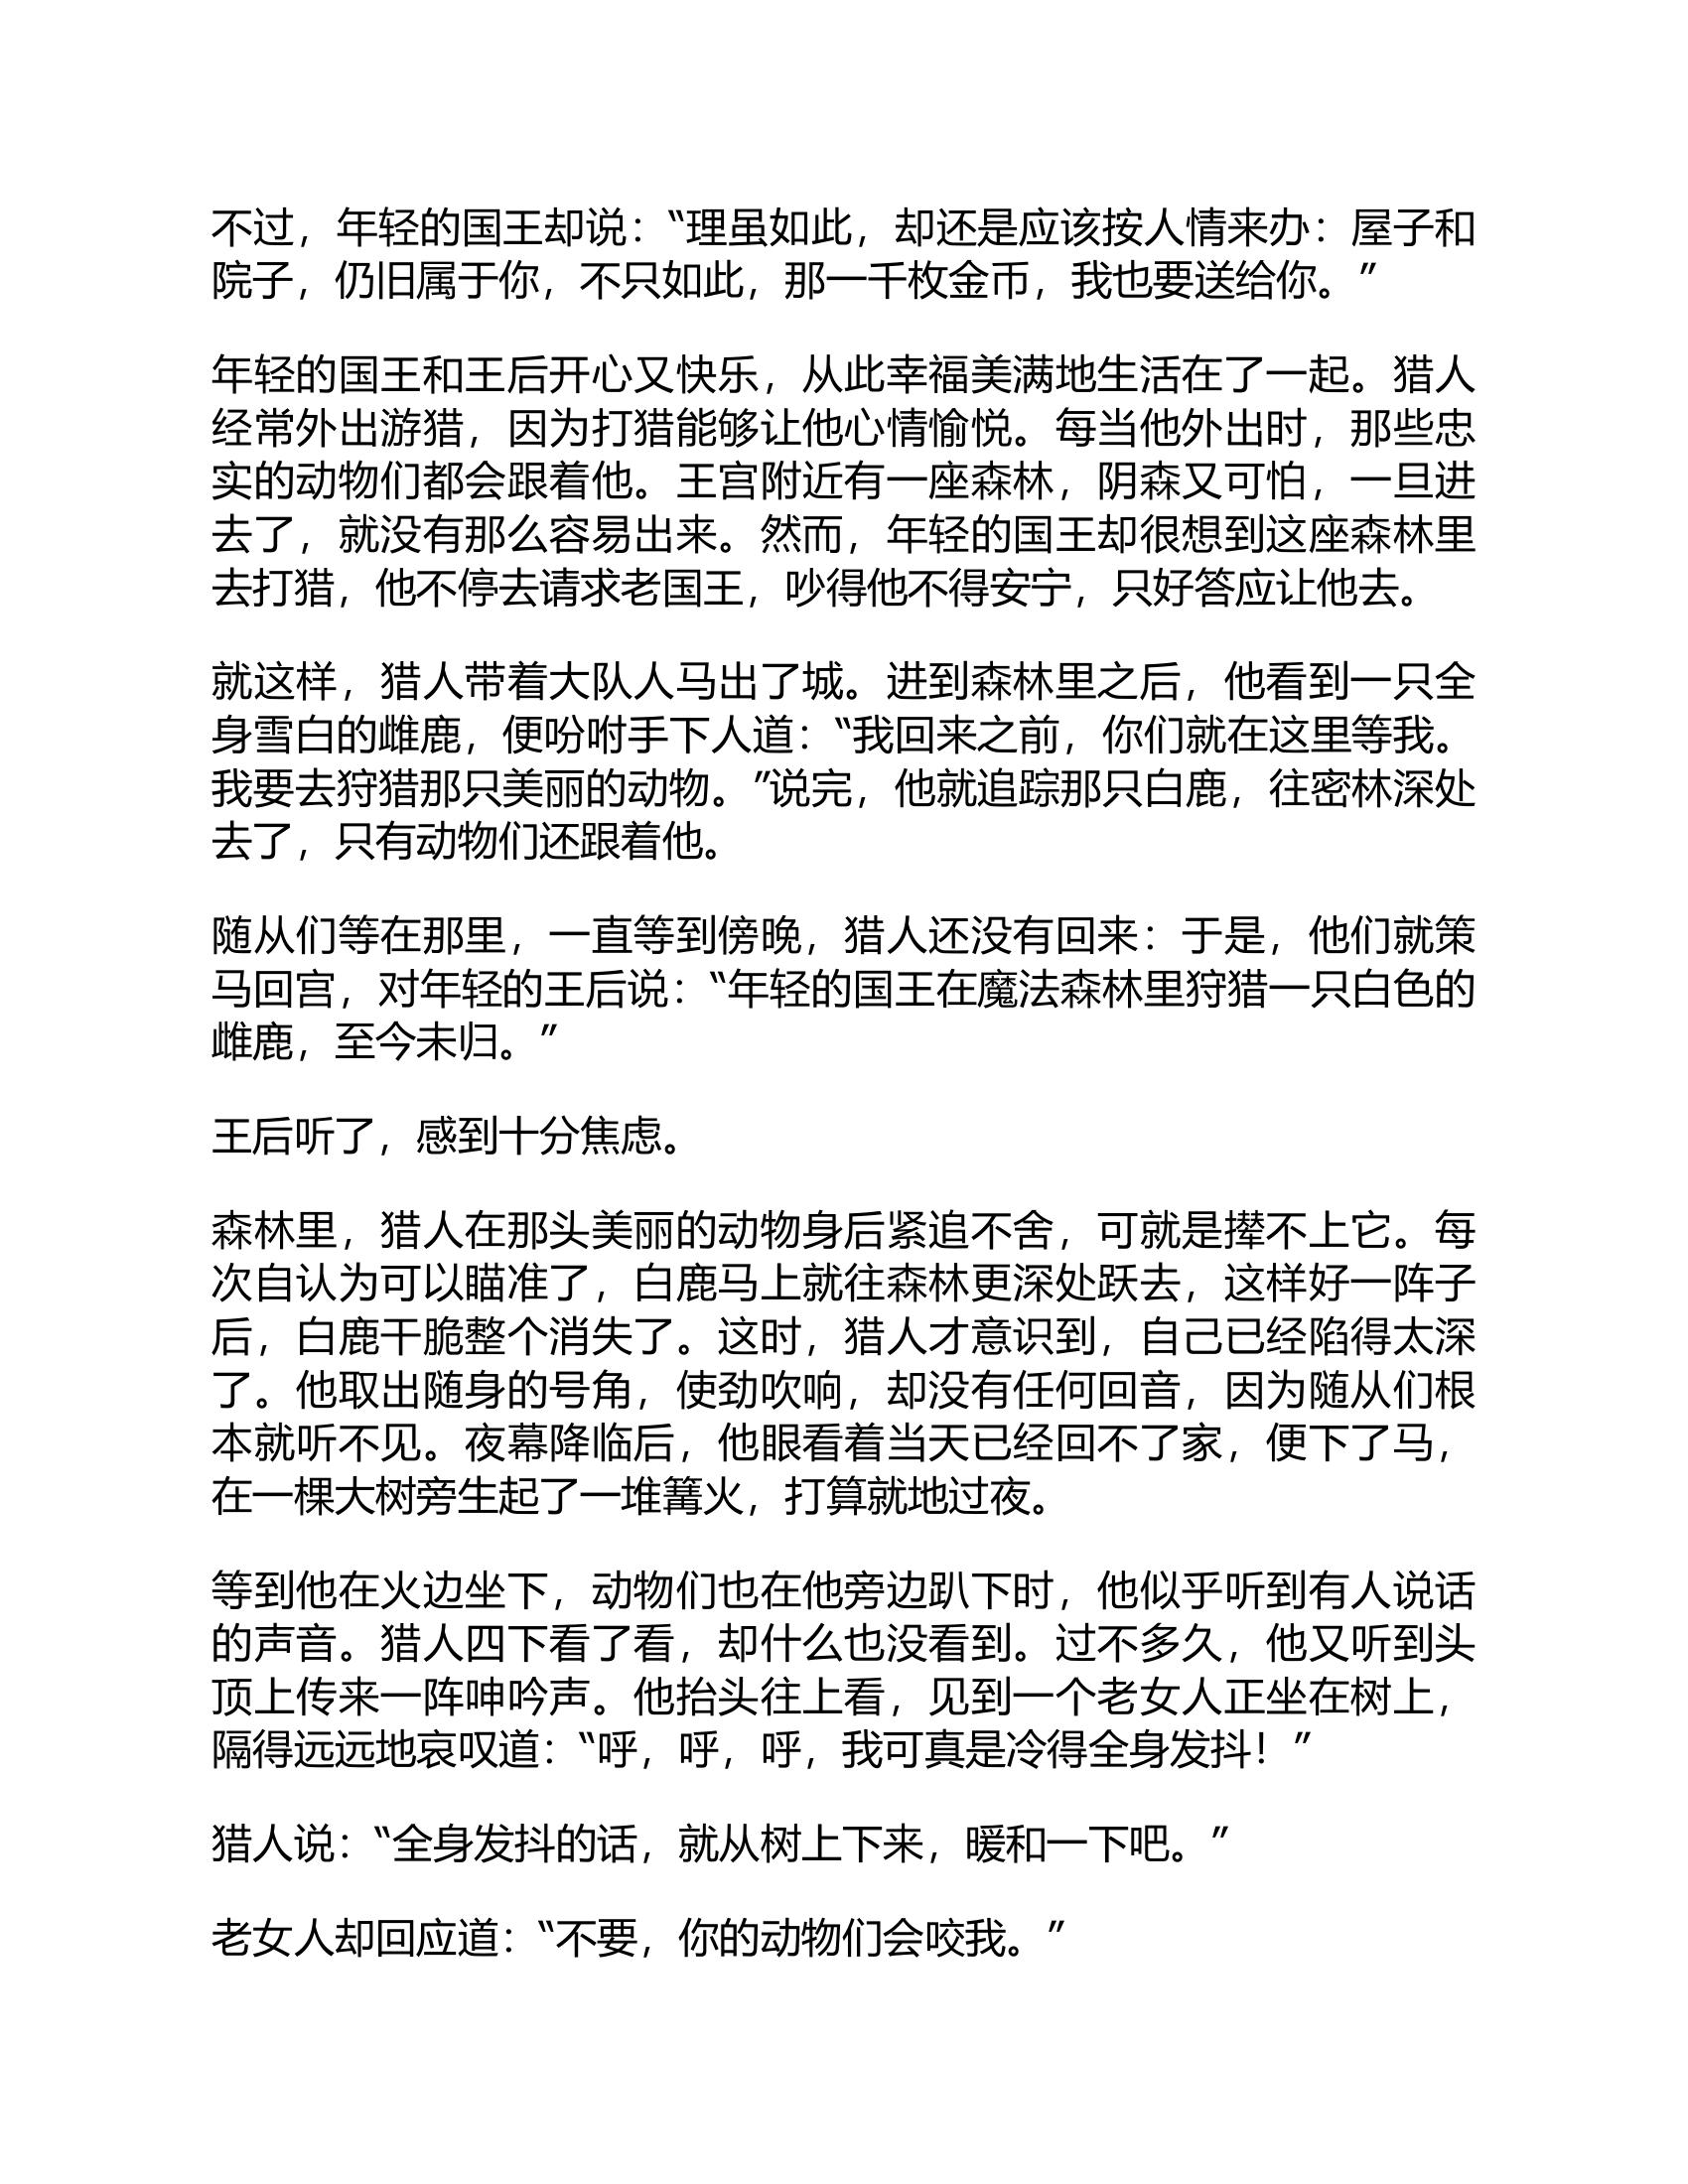 不过，年轻的国王却说：“理虽如此，却还是应该按人情来办：屋子和
院子，仍旧属于你，不只如此，那一千枚金币，我也要送给你。”
年轻的国王和王后开心又快乐，从此幸福美满地生活在了一起。猎人
经常外出游猎，因为打猎能够让他心情愉悦。每当他外出时，那些忠
实的动物们都会跟着他。王宫附近有一座森林，阴森又可怕，一旦进
去了，就没有那么容易出来。然而，年轻的国王却很想到这座森林里
去打猎，他不停去请求老国王，吵得他不得安宁，只好答应让他去。
就这样，猎人带着大队人马出了城。进到森林里之后，他看到一只全
身雪白的雌鹿，便吩咐手下人道：“我回来之前，你们就在这里等我。
我要去狩猎那只美丽的动物。”说完，他就追踪那只白鹿，往密林深处
去了，只有动物们还跟着他。
随从们等在那里，一直等到傍晚，猎人还没有回来：于是，他们就策
马回宫，对年轻的王后说：“年轻的国王在魔法森林里狩猎一只白色的
雌鹿，至今未归。”
王后听了，感到十分焦虑。
森林里，猎人在那头美丽的动物身后紧追不舍，可就是撵不上它。每
次自认为可以瞄准了，白鹿马上就往森林更深处跃去，这样好一阵子
后，白鹿干脆整个消失了。这时，猎人才意识到，自己已经陷得太深
了。他取出随身的号角，使劲吹响，却没有任何回音，因为随从们根
本就听不见。夜幕降临后，他眼看着当天已经回不了家，便下了马，
在一棵大树旁生起了一堆篝火，打算就地过夜。
等到他在火边坐下，动物们也在他旁边趴下时，他似乎听到有人说话
的声音。猎人四下看了看，却什么也没看到。过不多久，他又听到头
顶上传来一阵呻吟声。他抬头往上看，见到一个老女人正坐在树上，
隔得远远地哀叹道：“呼，呼，呼，我可真是冷得全身发抖！”
猎人说：“全身发抖的话，就从树上下来，暖和一下吧。”
老女人却回应道：“不要，你的动物们会咬我。”